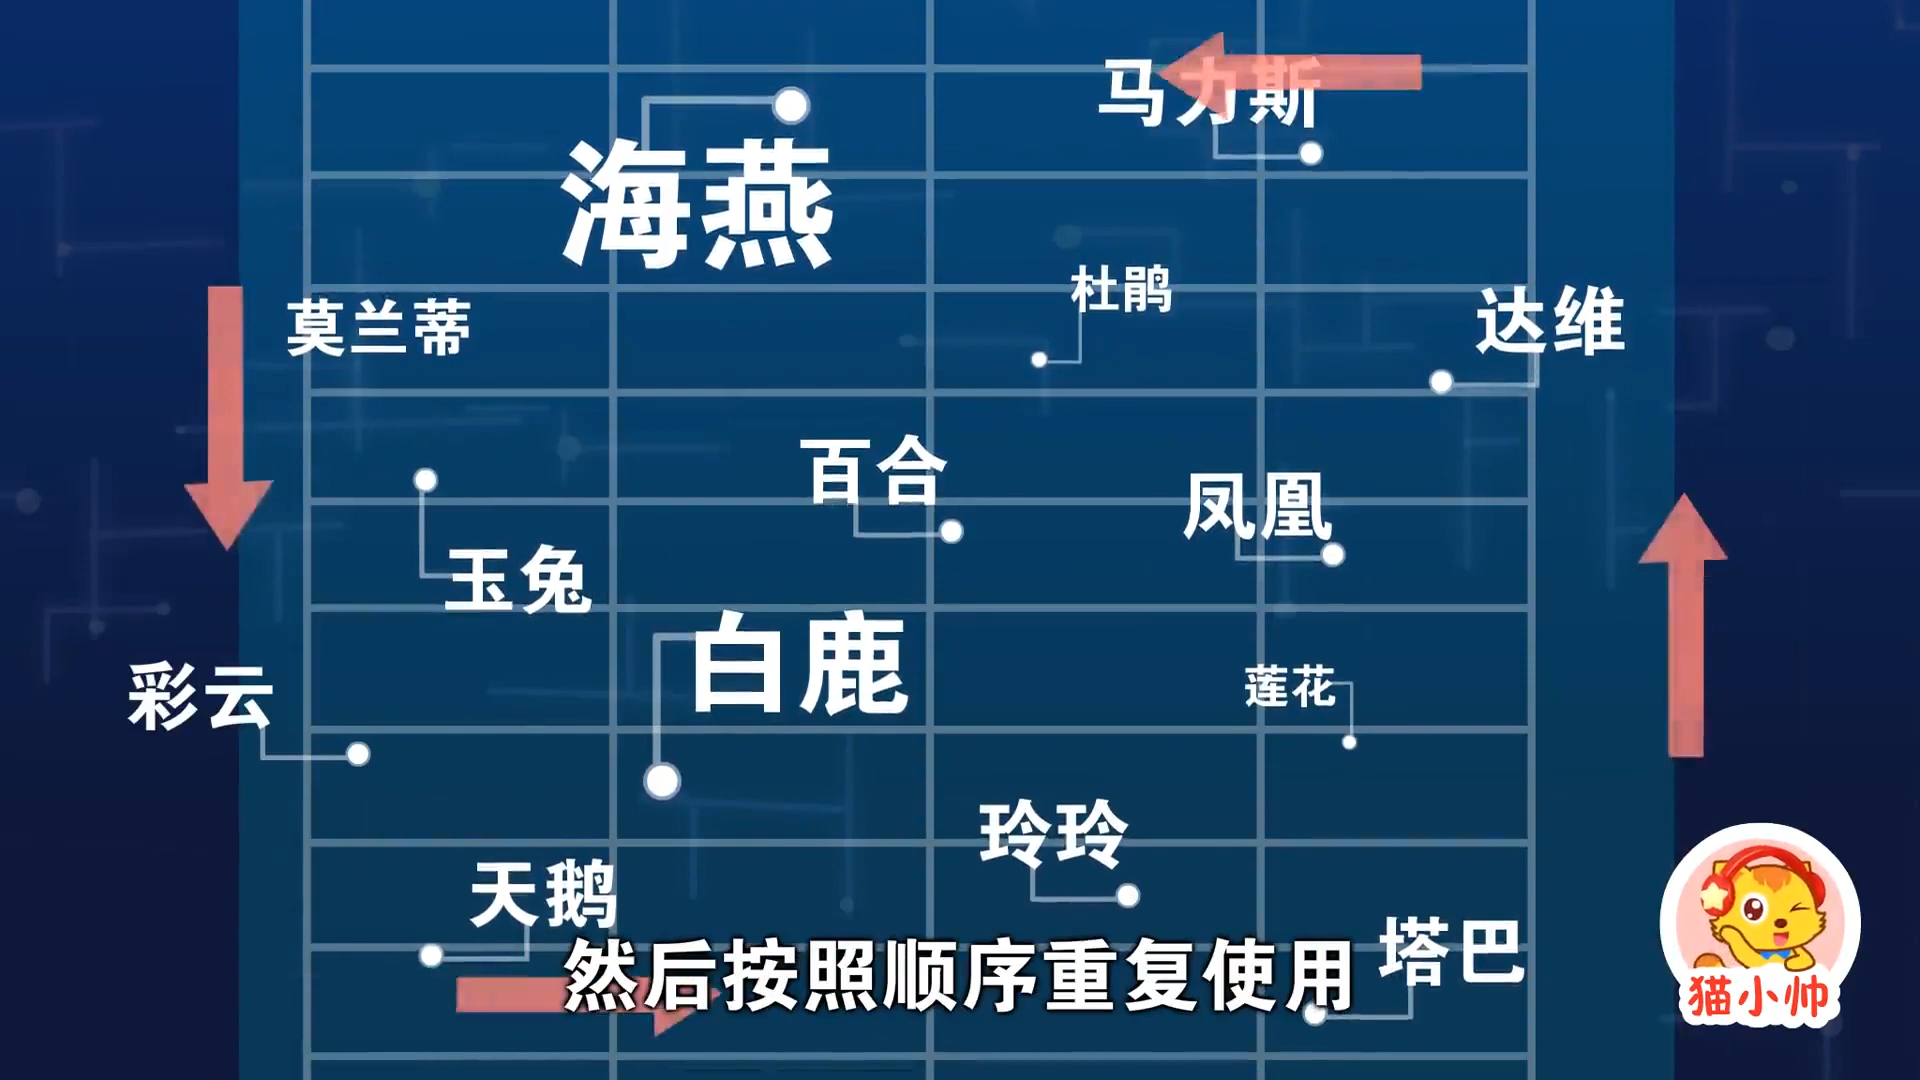 马力斯
海燕
杜鹃
莫兰蒂
达维
百合
凤凰
玉兔
白鹿
彩云
莲花
玲玲
天鹅
塔巴
然后按照顺序重复使用
猫小帅